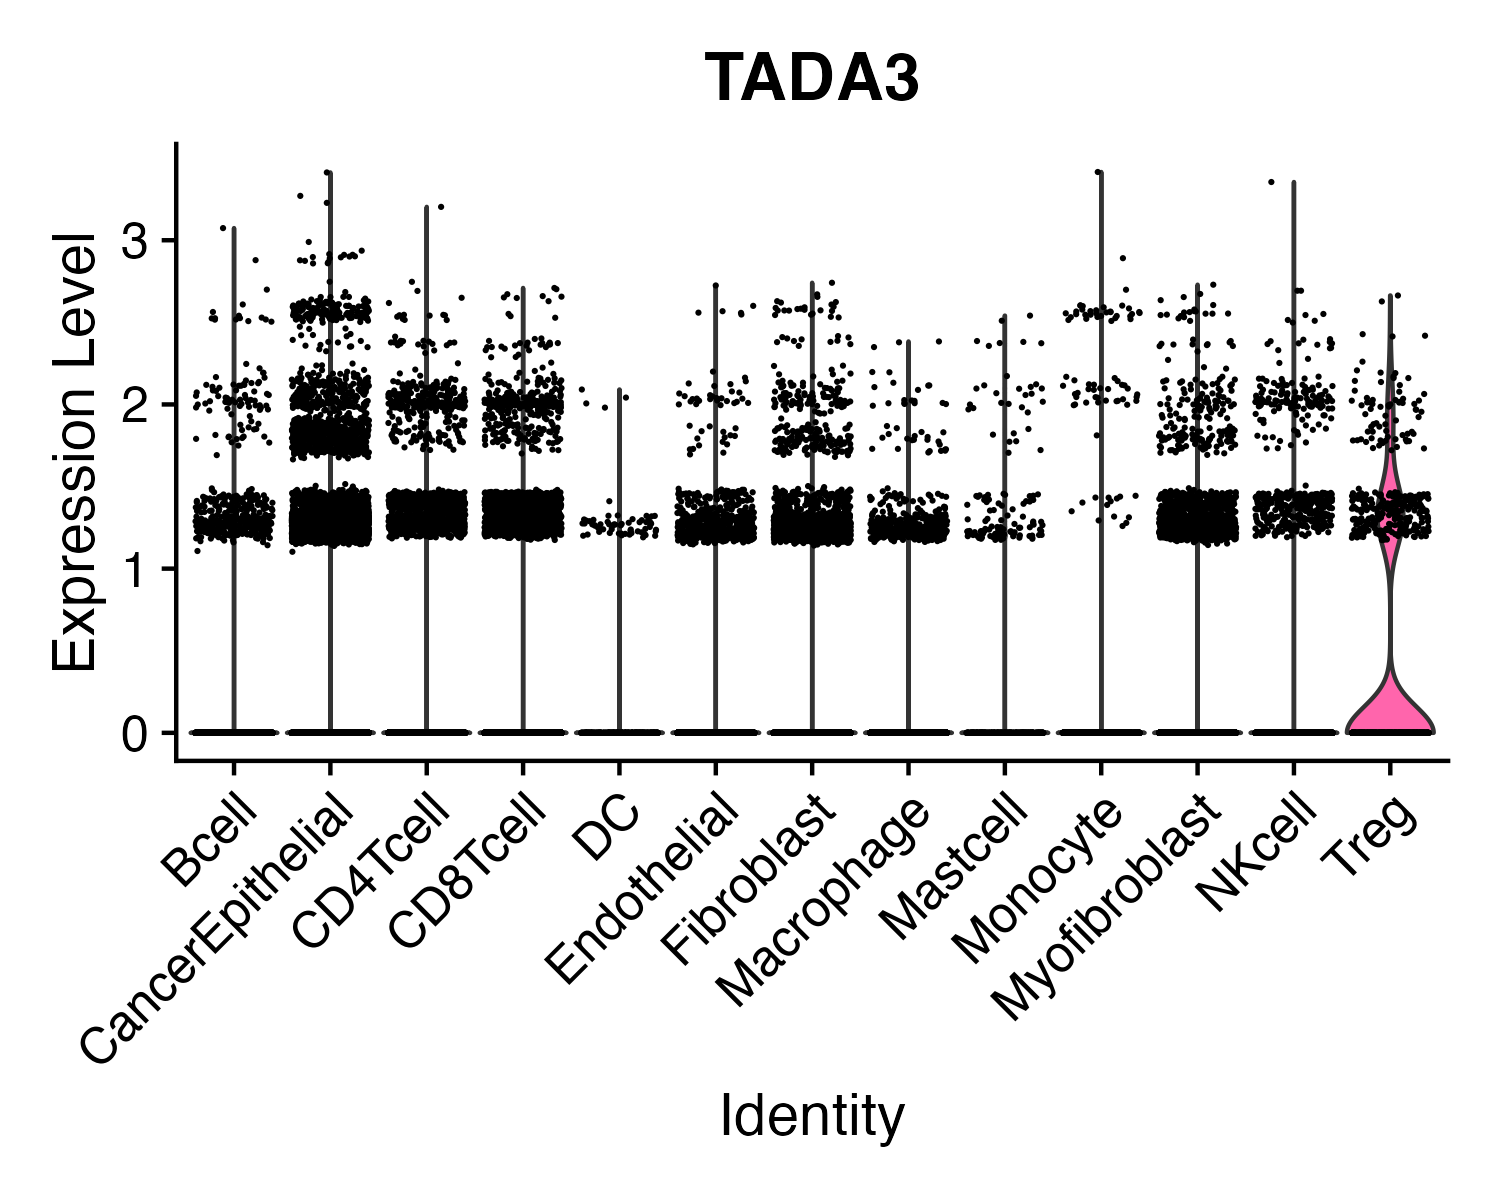 TADA3
Expression Level
3
2
1
0
Bcell
CancerEpithelial
CD4Tcell
CD8Tcell
DC
Endothelial
Fibroblast
Macrophage
Mastcell
Monocyte
Myofibroblast
NKcell
Treg
Identity